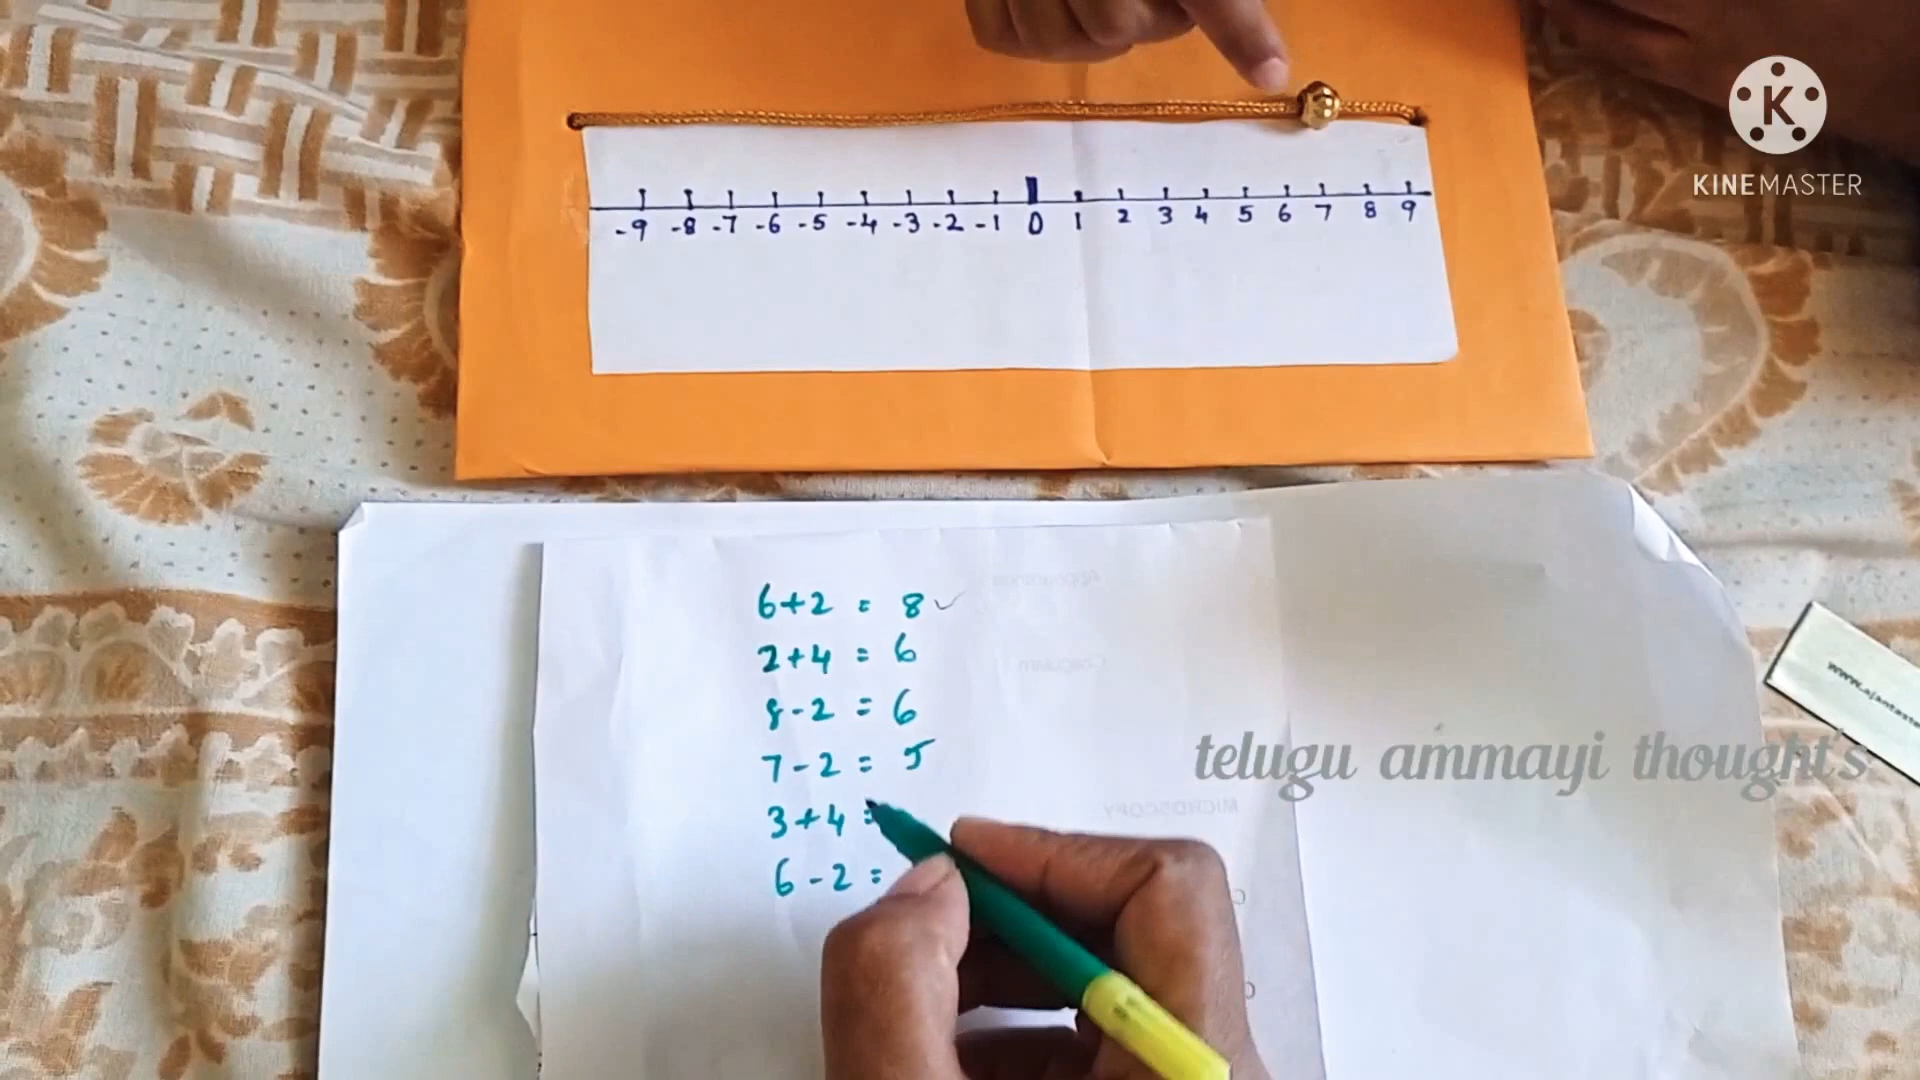 KINEMASTER
-9 -8 -7 -6 -5 -4 -3 -2 -1 0 1 2 3 4 5 6 7 8 9
6+2 = 8 ✓
2+4 = 6
8-2 = 6
7-2 = 5
3+4 =
6-2 =
telugu ammayi thought's
MICROSCOPY